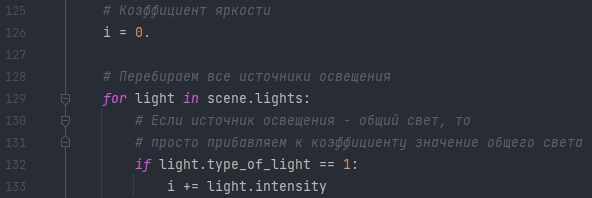 125 # Коэффициент яркости
126 i = 0.
127
128 # Перебираем все источники освещения
129 for light in scene.lights:
130 # Если источник освещения - общий свет, то
131 # просто прибавляем к коэффициенту значение общего света
132 if light.type_of_light == 1:
133 i += light.intensity